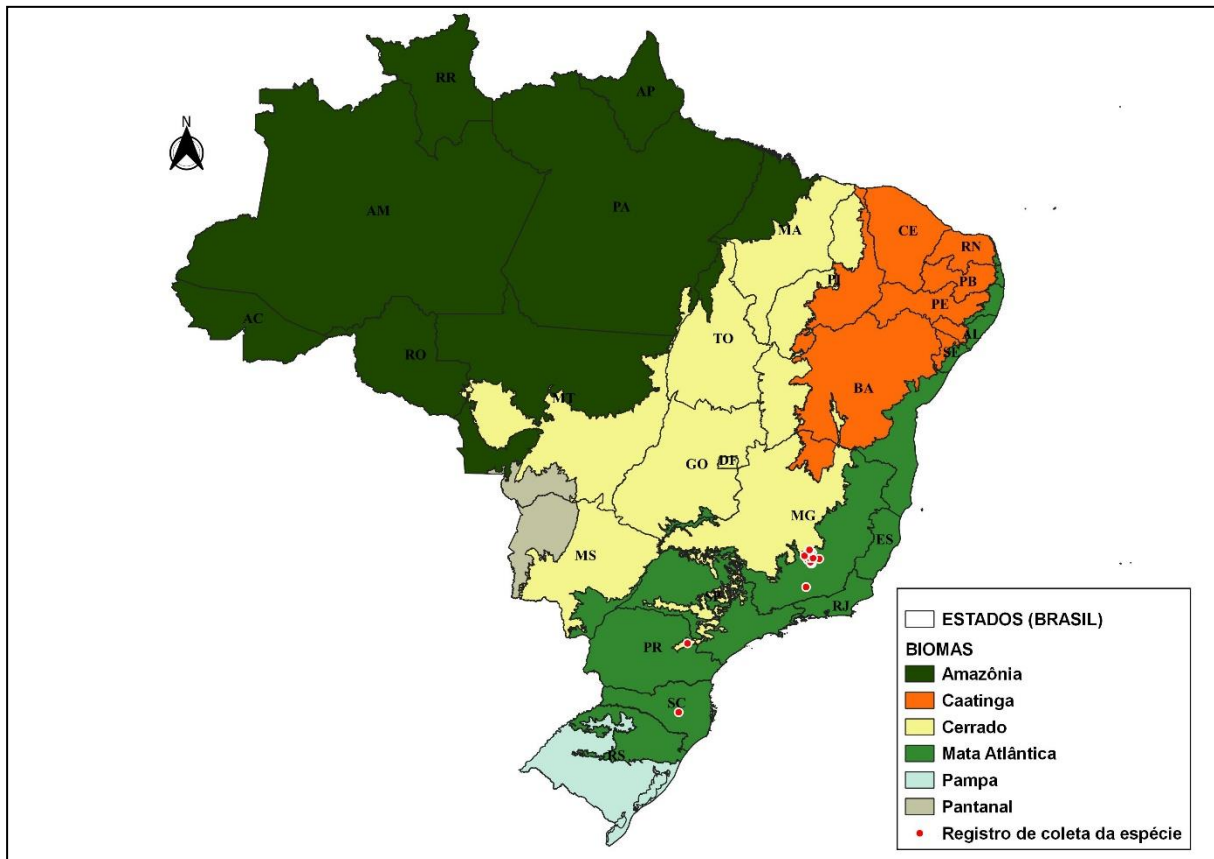 N
RR
AP
AM
PA
MA
CE
RN
PB
PI
PE
AC
TO
AL
SE
RO
BA
MT
GO
DF
MG
ES
MS
SP
RJ
PR
SC
RS
ESTADOS (BRASIL)
BIOMAS
Amazônia
Caatinga
Cerrado
Mata Atlântica
Pampa
Pantanal
Registro de coleta da espécie